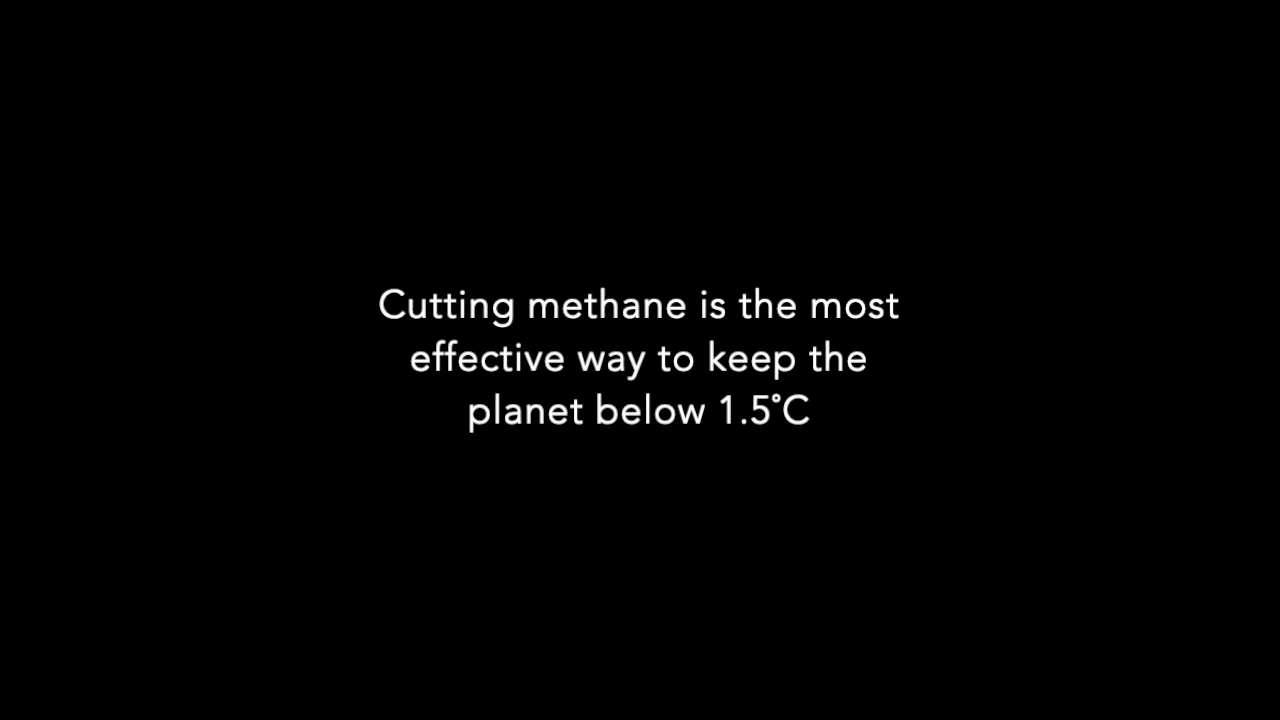 Cutting methane is the most
effective way to keep the
planet below 1.5°C